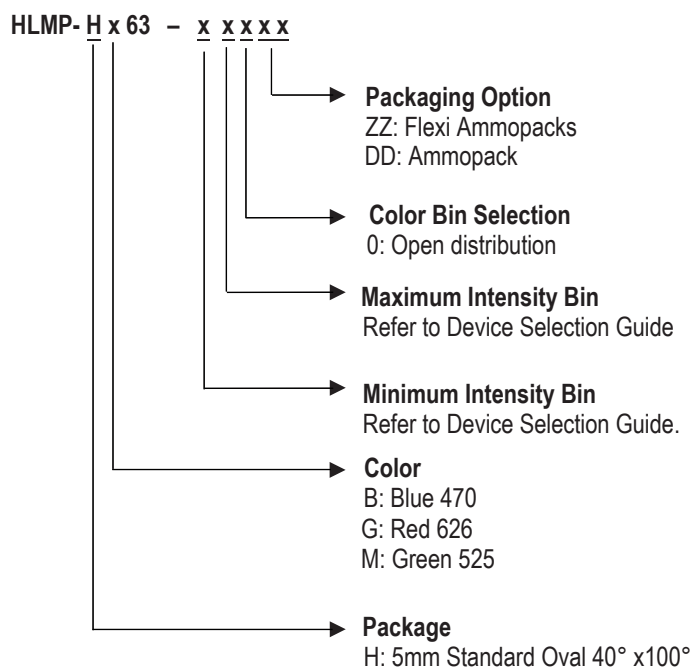 HLMP- H x 63 – x x x x x
Packaging Option
ZZ: Flexi Ammopacks
DD: Ammopack
Color Bin Selection
0: Open distribution
Maximum Intensity Bin
Refer to Device Selection Guide
Minimum Intensity Bin
Refer to Device Selection Guide.
Color
B: Blue 470
G: Red 626
M: Green 525
Package
H: 5mm Standard Oval 40° x100°